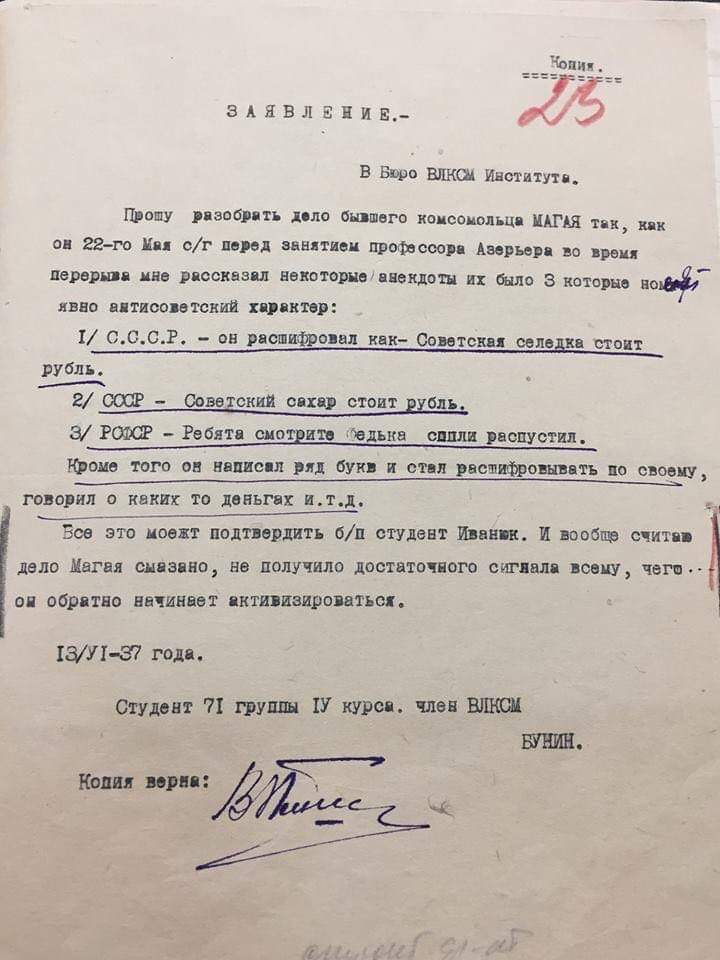 Копия.
23
ЗАЯВЛЕНИЕ.-
В Бюро ВЛКСМ Института.
Прошу разобрать дело бывшего комсомольца МАГАЯ так, как
он 22-го Мая с/г перед занятием профессора Азерьера во время
перерыва мне рассказал некоторые анекдоты их было 3 которые
явно антисоветский характер:
1/ С.С.С.Р. - он расшифровал как- Советская селедка стоит
рубль.
2/ СССР - Советский сахар стоит рубль.
3/ РСФСР - Ребята смотрите Федька сопли распустил.
Кроме того он написал ряд букв и стал расшифровывать по своему,
говорил о каких то деньгах и.т.д.
Все это моежт подтвердить б/п студент Иванюк. И вообще считаю
дело Магая смазано, не получило достаточного сигнала всему, чего
он обратно начинает активизироваться.
13/УI-37 года.
Студент 71 группы IУ курса. член ВЛКСМ
БУНИН.
Копия верна: